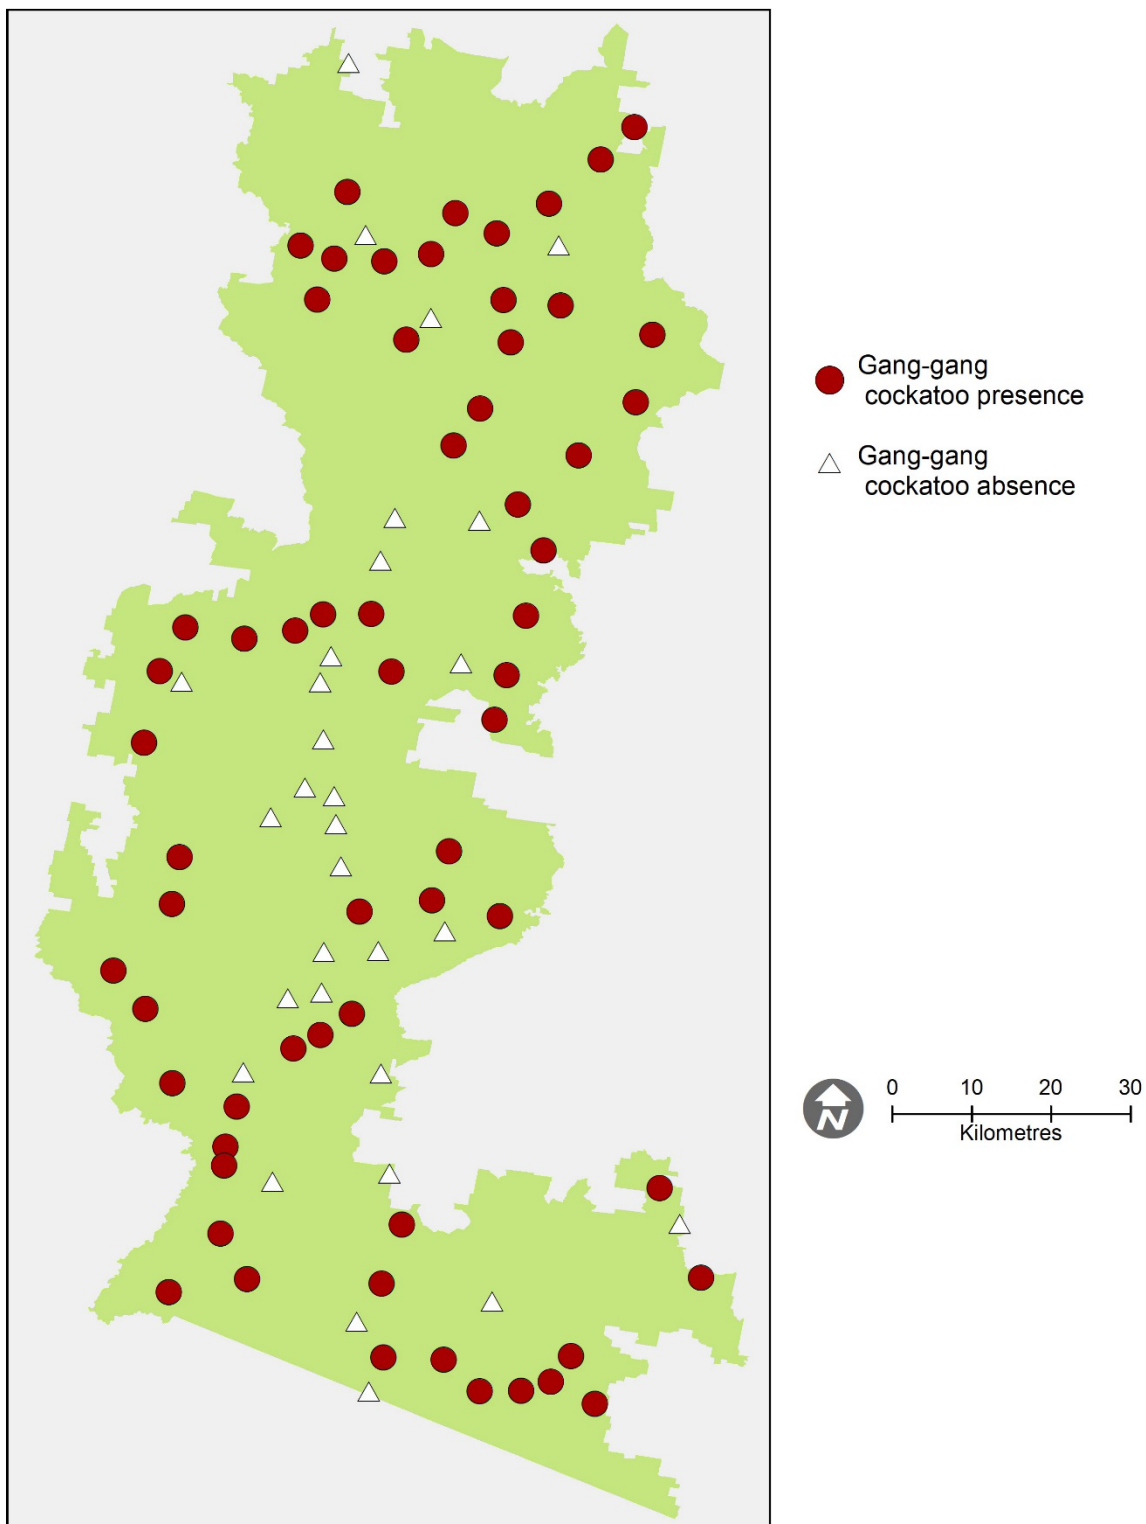 Gang-gang
cockatoo presence
Gang-gang
cockatoo absence
N
0 10 20 30
Kilometres